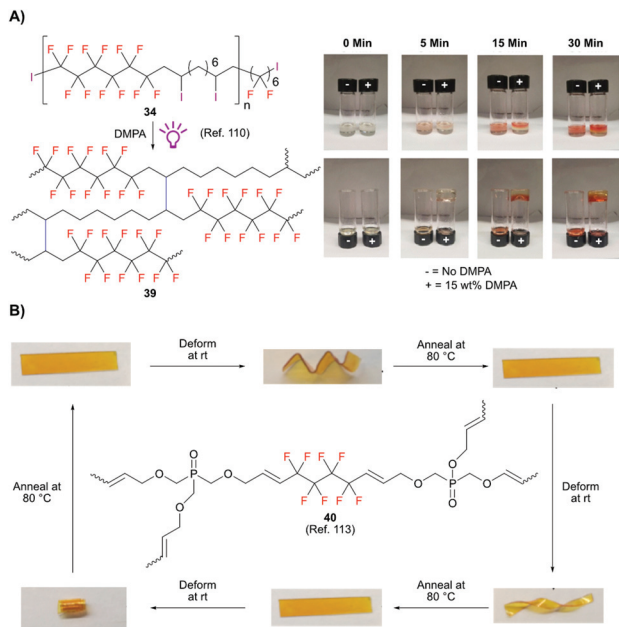 A)
0 Min 5 Min 15 Min 30 Min
F F F F F F
6
I
I
6
F F F F F F
I I
n
F F
34
DMPA
(Ref. 110)
F F F F F F
F F F F F F
F F F F F F
F F F F F F
F F F F F F
F F F F F F
39
- + - + - + - +
- + - + - + - +
- = No DMPA
+ = 15 wt% DMPA
B)
Deform
at rt
Anneal at
80 °C
Anneal at
80 °C
O
P
O O
O
F F F F
F F F F
O
O
P
O
O
40
(Ref. 113)
Deform
at rt
Deform
at rt
Anneal at
80 °C